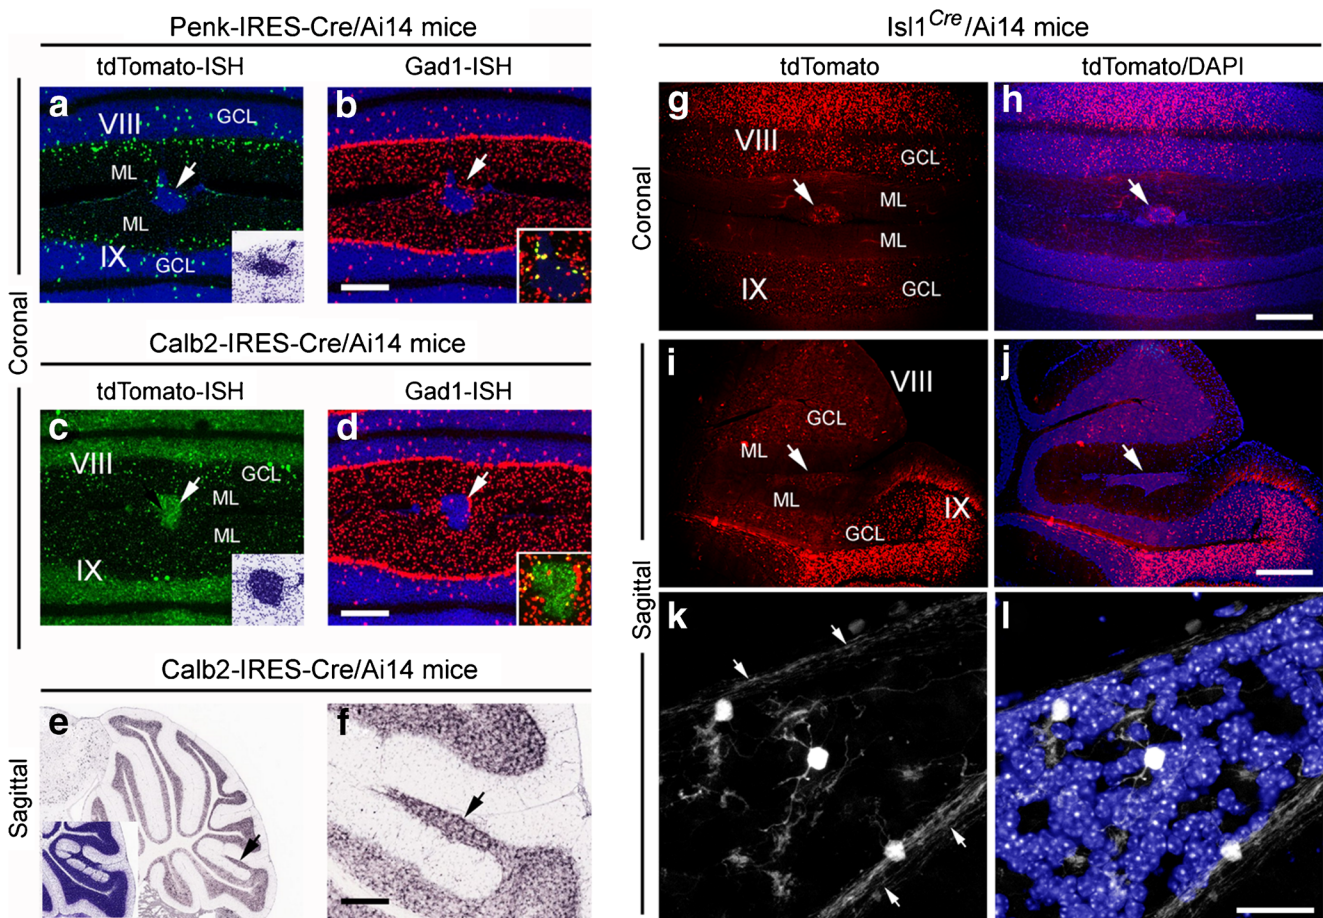 Penk-IRES-Cre/Ai14 mice
tdTomato-ISH Gad1-ISH
Coronal
a VIII GCL ML ML IX GCL
b
Calb2-IRES-Cre/Ai14 mice
tdTomato-ISH Gad1-ISH
c VIII GCL ML ML IX
d
Calb2-IRES-Cre/Ai14 mice
Sagittal
e
f
Isl1Cre/Ai14 mice
tdTomato tdTomato/DAPI
Coronal
g VIII GCL ML ML IX GCL
h
Sagittal
i VIII GCL ML ML IX GCL
j
k
l